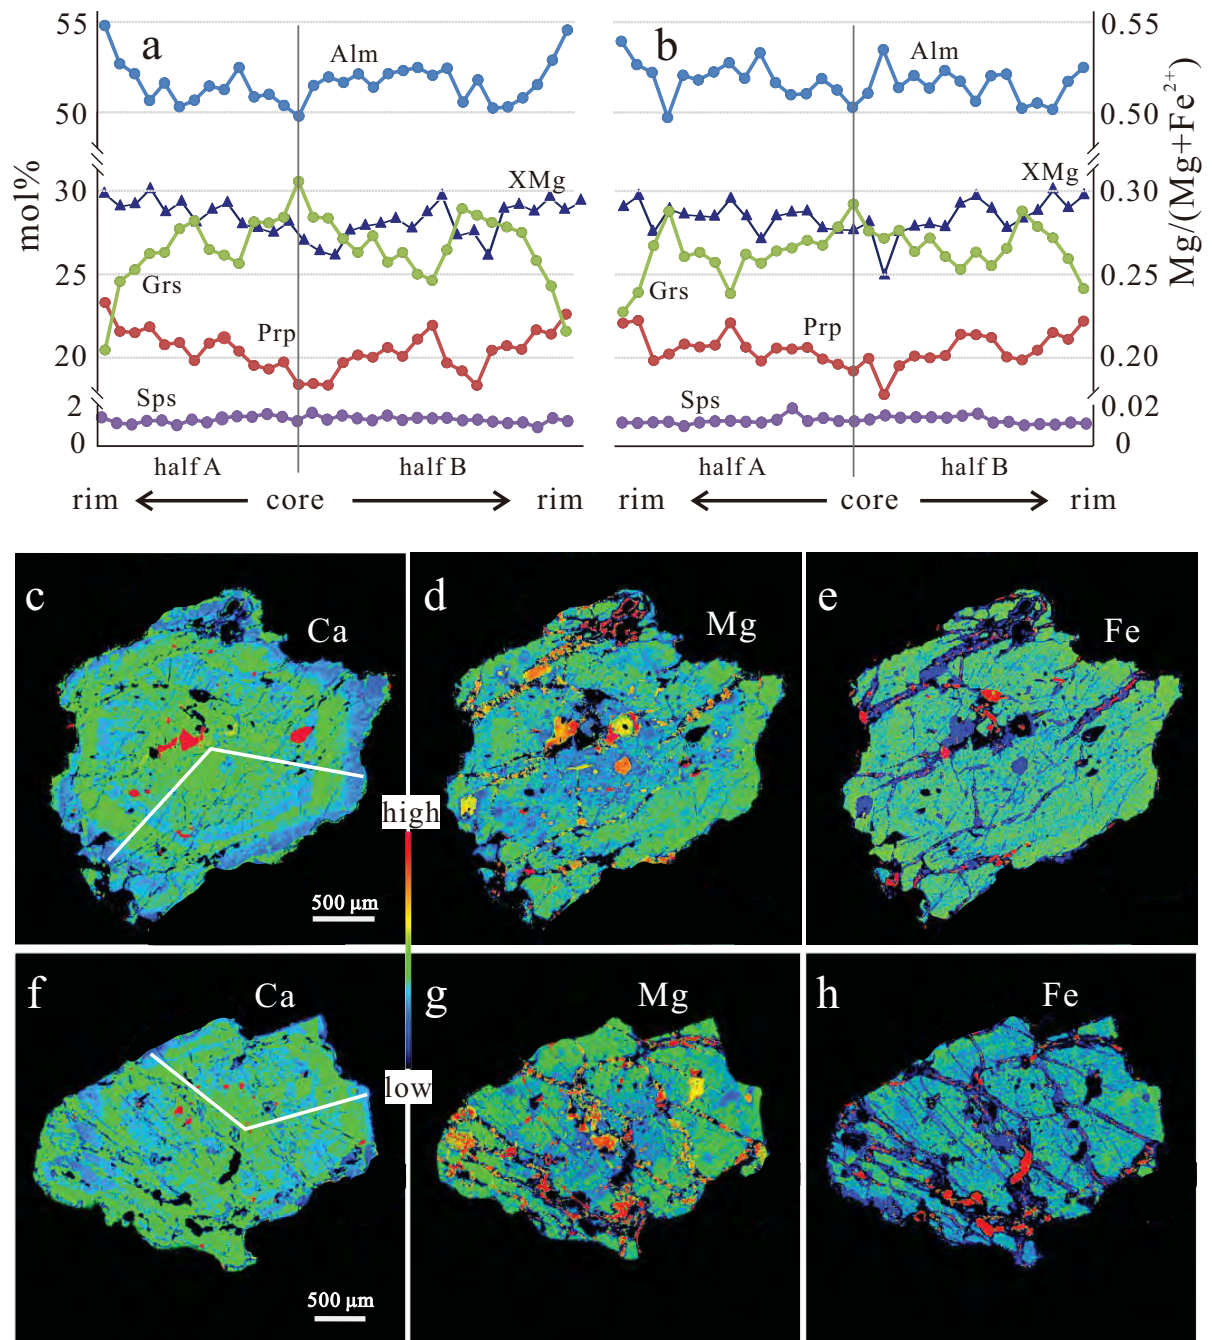 55
a
Alm
b
Alm
0.55
50
0.50
mol%
Mg/(Mg+Fe²⁺)
30
XMg
XMg
0.30
25
Grs
Grs
0.25
20
Prp
Prp
0.20
2
Sps
Sps
0.02
0
0
half A
half B
half A
half B
rim
core
rim
rim
core
rim
c
Ca
d
Mg
e
Fe
high
500 μm
f
Ca
g
Mg
h
Fe
low
500 μm